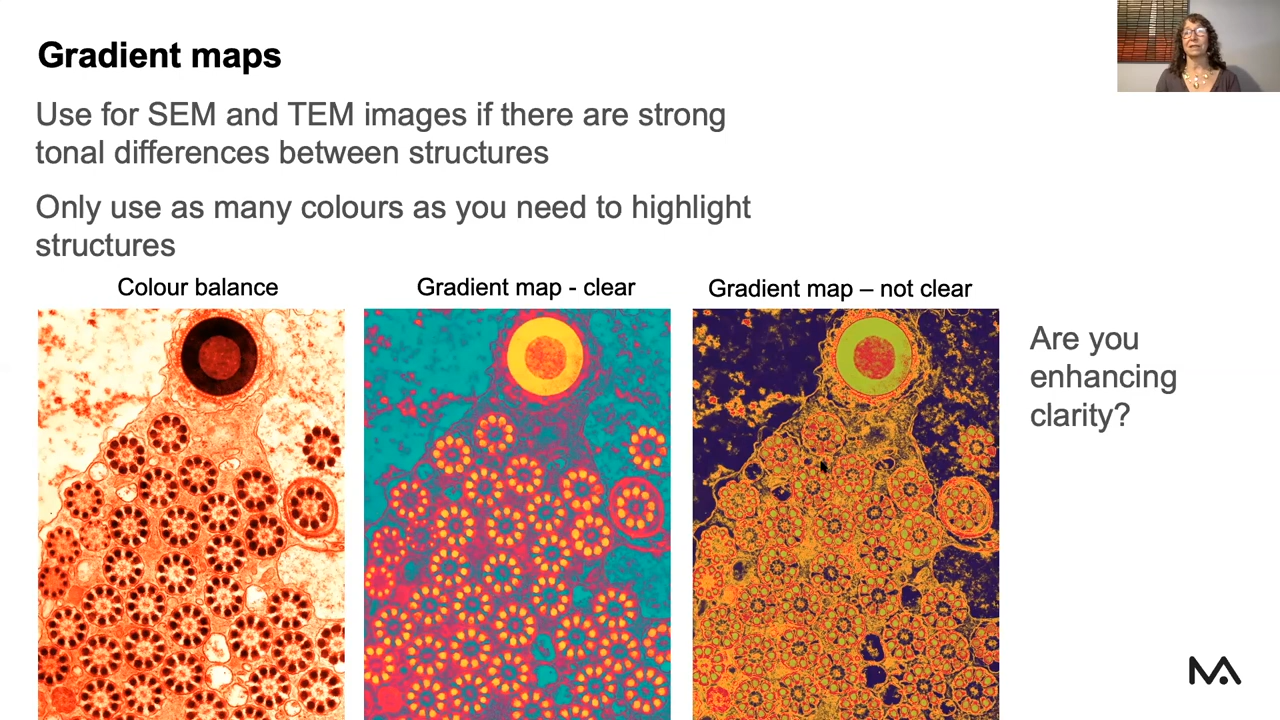 Gradient maps
Use for SEM and TEM images if there are strong
tonal differences between structures
Only use as many colours as you need to highlight
structures
Colour balance
Gradient map - clear
Gradient map – not clear
Are you
enhancing
clarity?